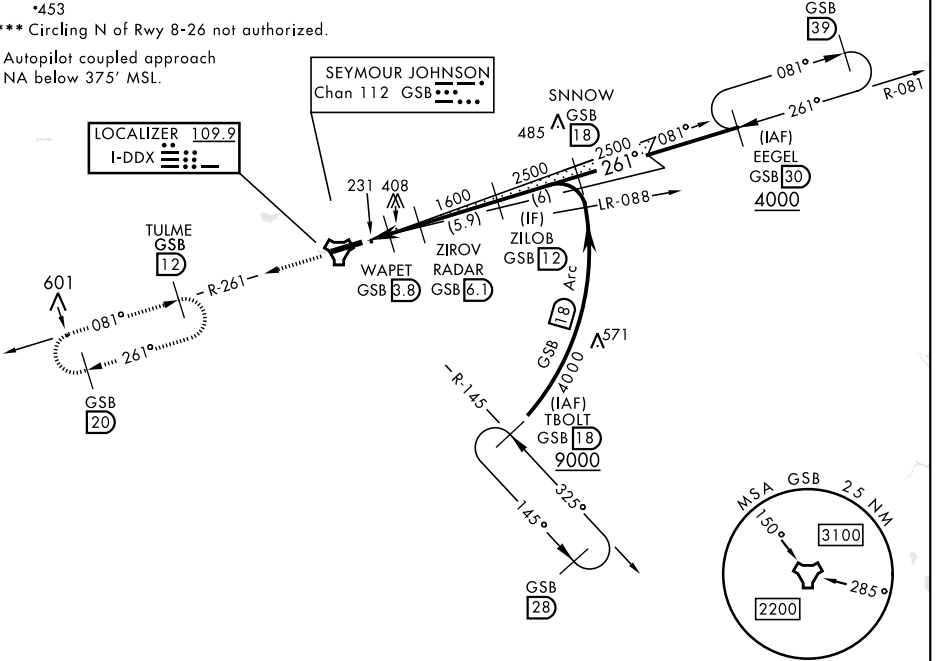 •453
*** Circling N of Rwy 8-26 not authorized.
Autopilot coupled approach
NA below 375' MSL.
SEYMOUR JOHNSON
Chan 112 GSB
LOCALIZER 109.9
I-DDX
GSB
39
081°
261°
R-081
(IAF)
EEGEL
GSB 30
4000
SNNOW
GSB
18
485
2500
081°
261°
2500
1600
(6)
(5.9)
LR-088
(IF)
ZILOB
GSB 12
231
408
ZIROV
RADAR
GSB 6.1
WAPET
GSB 3.8
TULME
GSB
12
R-261
601
081°
261°
GSB
20
GSB 18 Arc
4000
571
R-145
(IAF)
TBOLT
GSB 18
9000
325°
145°
GSB
28
MSA GSB 25 NM
150°
3100
285°
2200